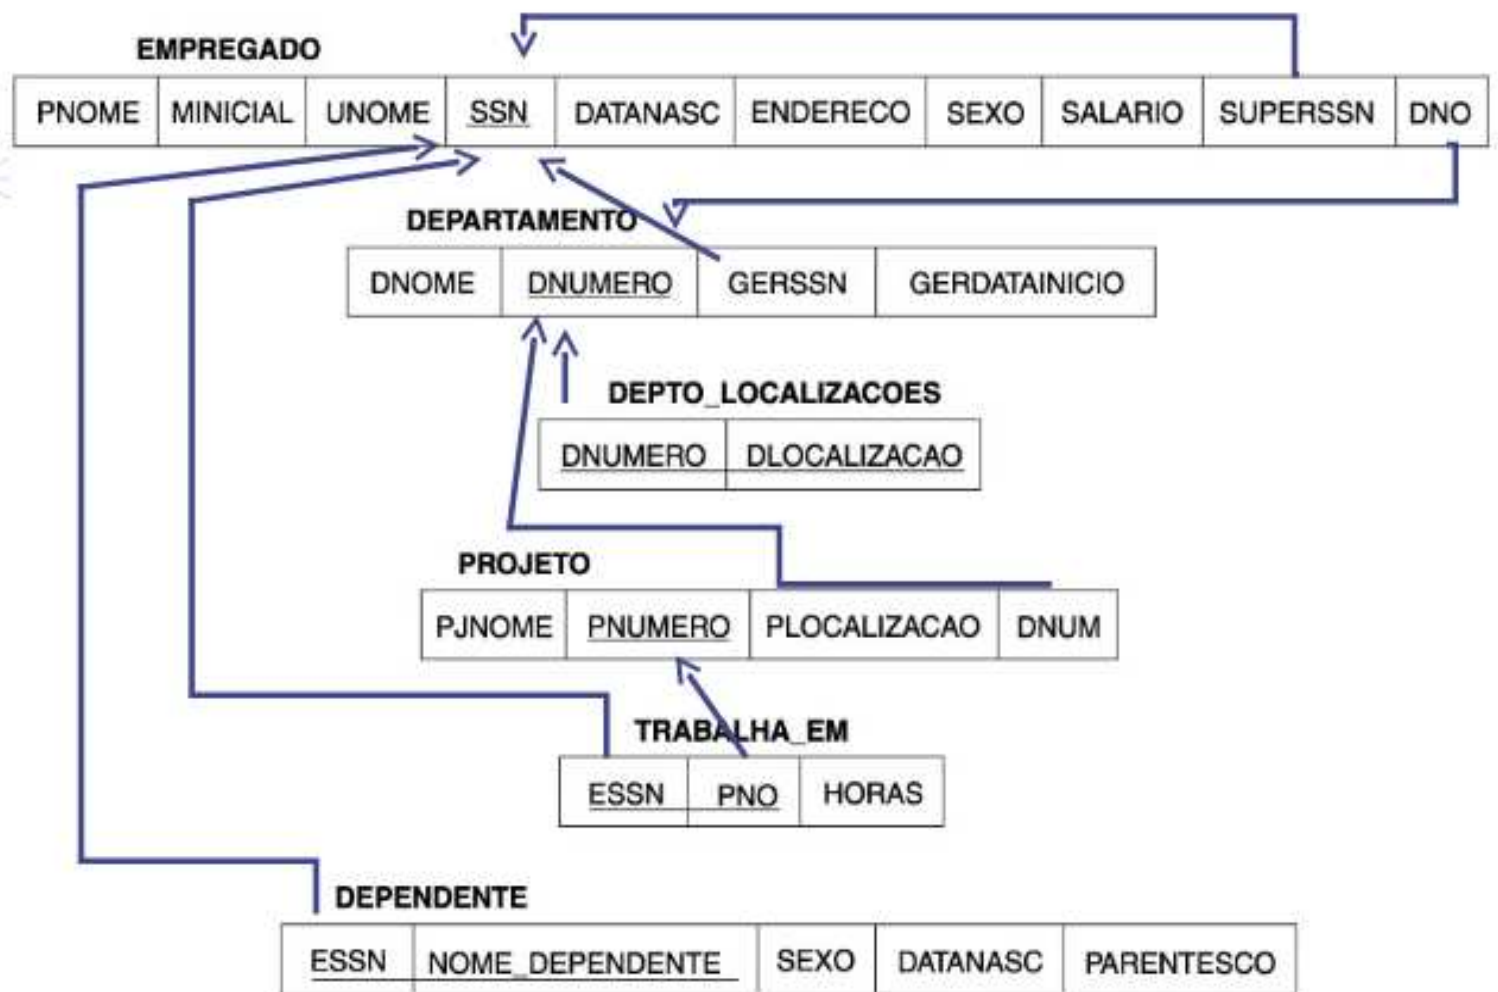 EMPREGADO
PNOME MINICIAL UNOME SSN DATANASC ENDERECO SEXO SALARIO SUPERSSN DNO
DEPARTAMENTO
DNOME DNUMERO GERSSN GERDATAINICIO
DEPTO_LOCALIZACOES
DNUMERO DLOCALIZACAO
PROJETO
PJNOME PNUMERO PLOCALIZACAO DNUM
TRABALHA_EM
ESSN PNO HORAS
DEPENDENTE
ESSN NOME_DEPENDENTE SEXO DATANASC PARENTESCO